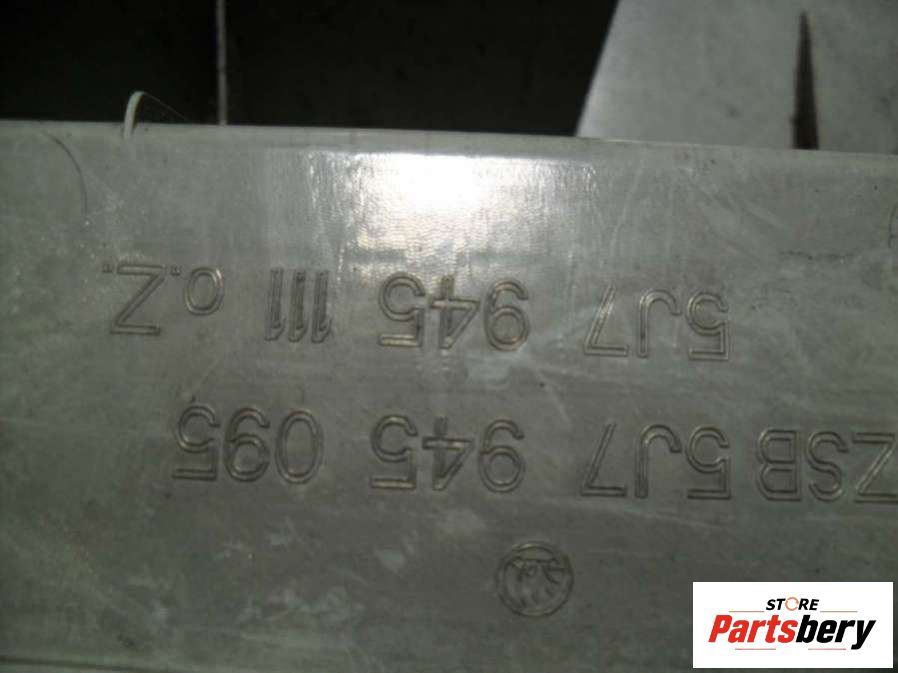 ZSB 5J7 945 095
5J7 945 111 o.Z.
STORE
Partsbery